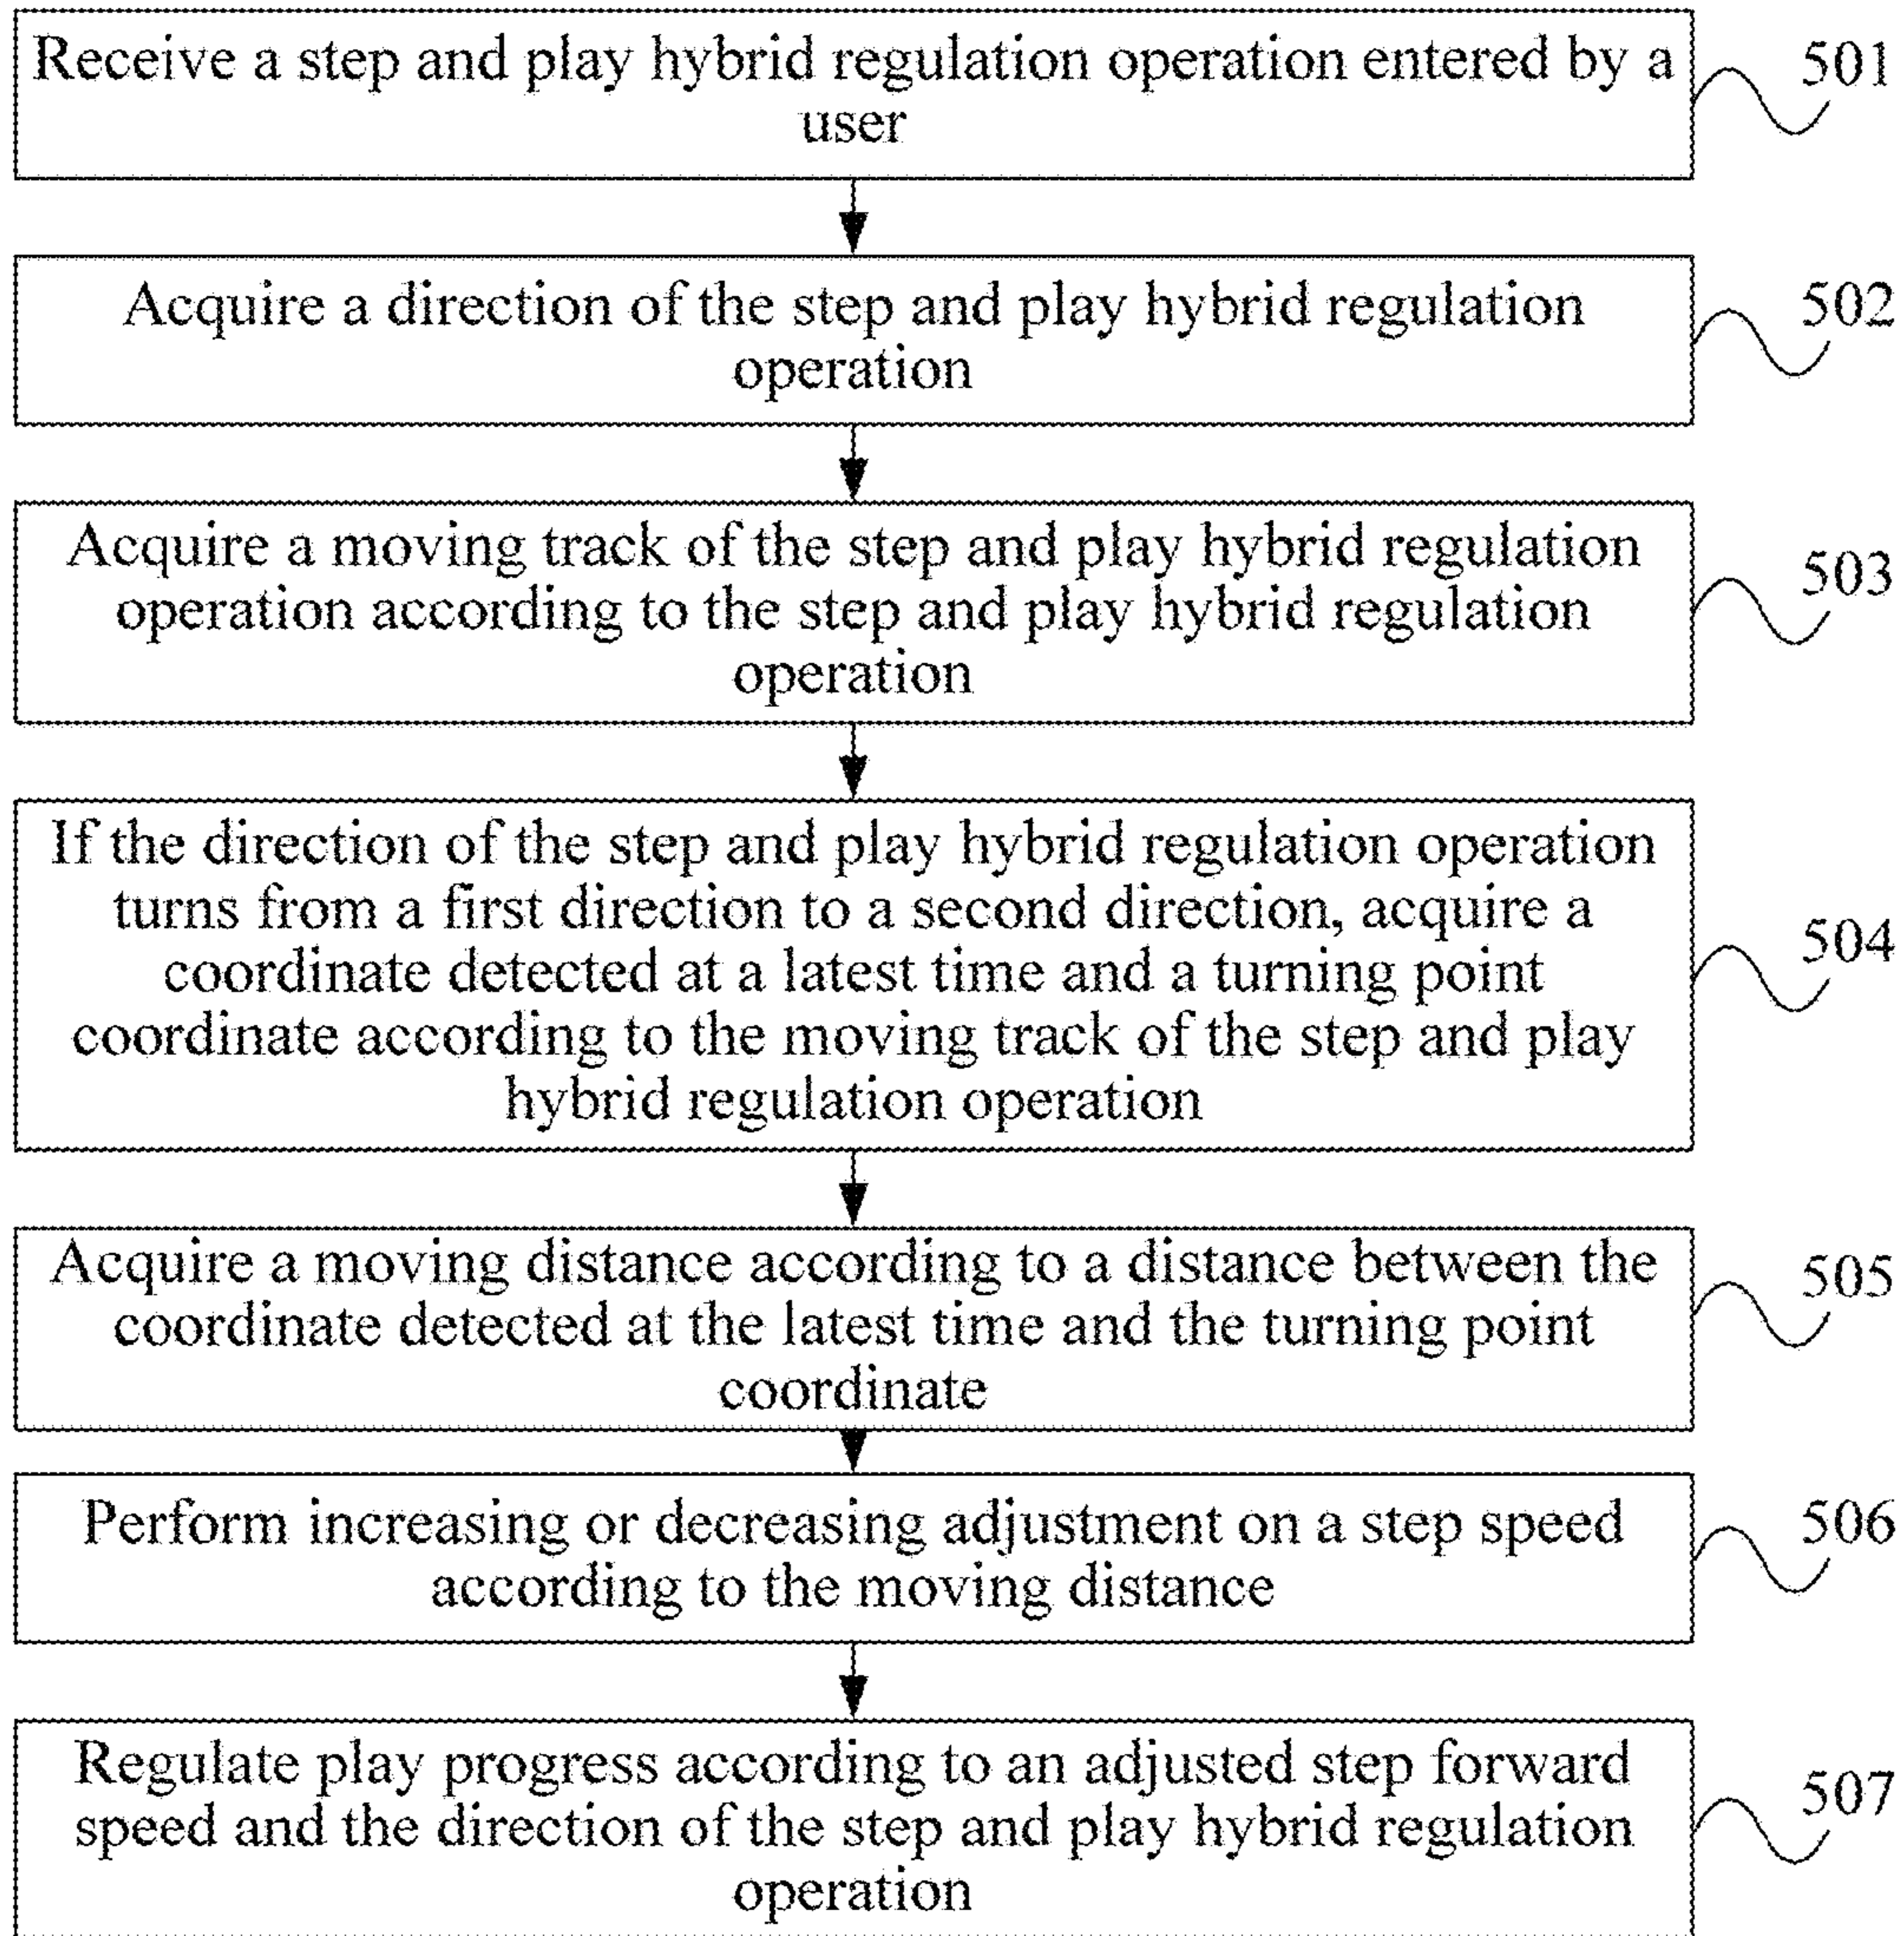 Receive a step and play hybrid regulation operation entered by a
user
501
Acquire a direction of the step and play hybrid regulation
operation
502
Acquire a moving track of the step and play hybrid regulation
operation according to the step and play hybrid regulation
operation
503
If the direction of the step and play hybrid regulation operation
turns from a first direction to a second direction, acquire a
coordinate detected at a latest time and a turning point
coordinate according to the moving track of the step and play
hybrid regulation operation
504
Acquire a moving distance according to a distance between the
coordinate detected at the latest time and the turning point
coordinate
505
Perform increasing or decreasing adjustment on a step speed
according to the moving distance
506
Regulate play progress according to an adjusted step forward
speed and the direction of the step and play hybrid regulation
operation
507